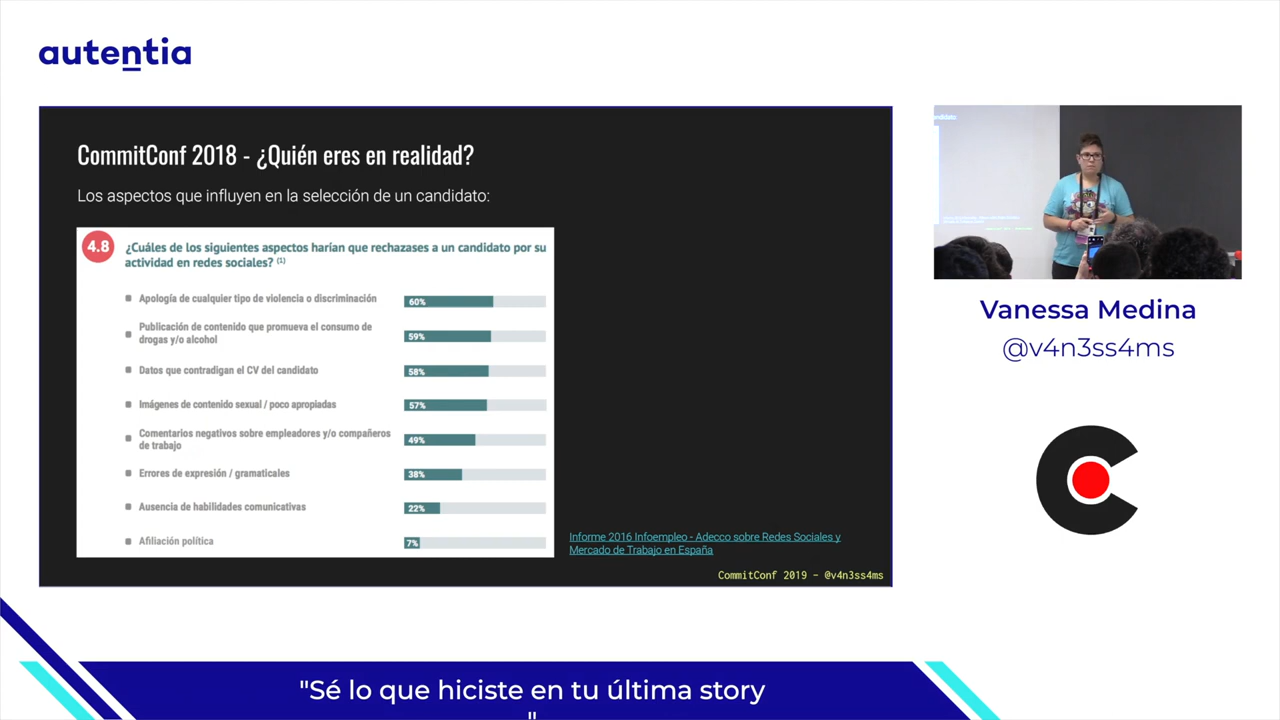 autentia
CommitConf 2018 - ¿Quién eres en realidad?
Los aspectos que influyen en la selección de un candidato:
4.8
¿Cuáles de los siguientes aspectos harían que rechazases a un candidato por su
actividad en redes sociales? (1)
Apología de cualquier tipo de violencia o discriminación
60%
Publicación de contenido que promueva el consumo de
drogas y/o alcohol
59%
Datos que contradigan el CV del candidato
58%
Imágenes de contenido sexual / poco apropiadas
57%
Comentarios negativos sobre empleadores y/o compañeros
de trabajo
49%
Errores de expresión / gramaticales
38%
Ausencia de habilidades comunicativas
22%
Afiliación política
7%
Informe 2016 Infoempleo - Adecco sobre Redes Sociales y
Mercado de Trabajo en España
CommitConf 2019 - @v4n3ss4ms
Vanessa Medina
@v4n3ss4ms
"Sé lo que hiciste en tu última story
"